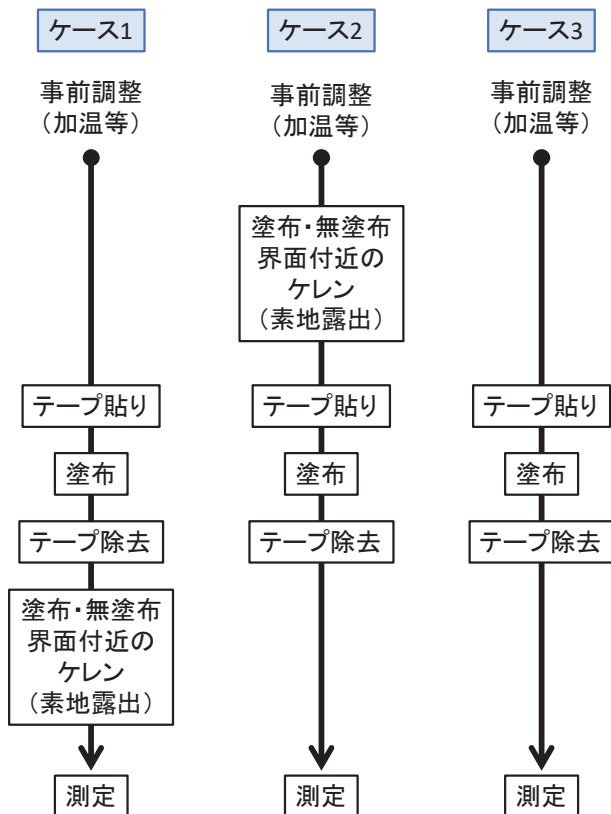 ケース1
事前調整
(加温等)
テープ貼り
塗布
テープ除去
塗布・無塗布
界面付近の
ケレン
(素地露出)
測定
ケース2
事前調整
(加温等)
塗布・無塗布
界面付近の
ケレン
(素地露出)
テープ貼り
塗布
テープ除去
測定
ケース3
事前調整
(加温等)
テープ貼り
塗布
テープ除去
測定